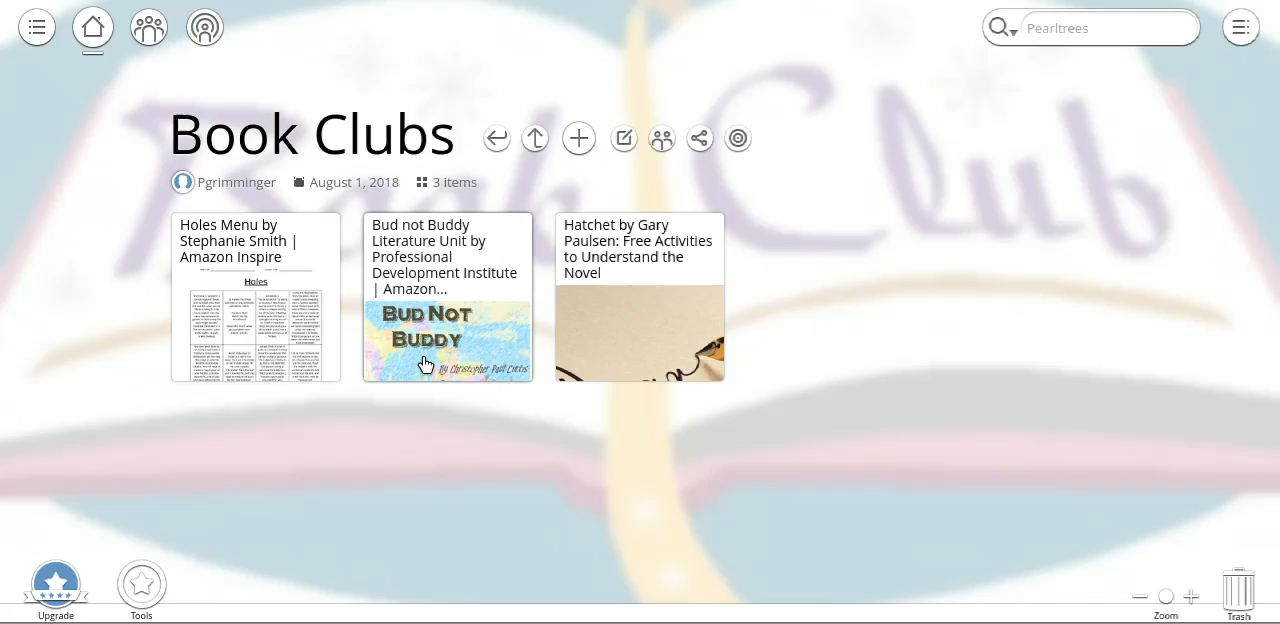 Pearltrees
Book Club
Book Clubs
Pgrimminger
August 1, 2018
3 items
Holes Menu by
Stephanie Smith |
Amazon Inspire
Holes
Bud not Buddy
Literature Unit by
Professional
Development Institute
| Amazon...
BUD NOT
BUDDY
By Christopher Paul Curtis
Hatchet by Gary
Paulsen: Free Activities
to Understand the
Novel
Upgrade
Tools
Zoom
Trash